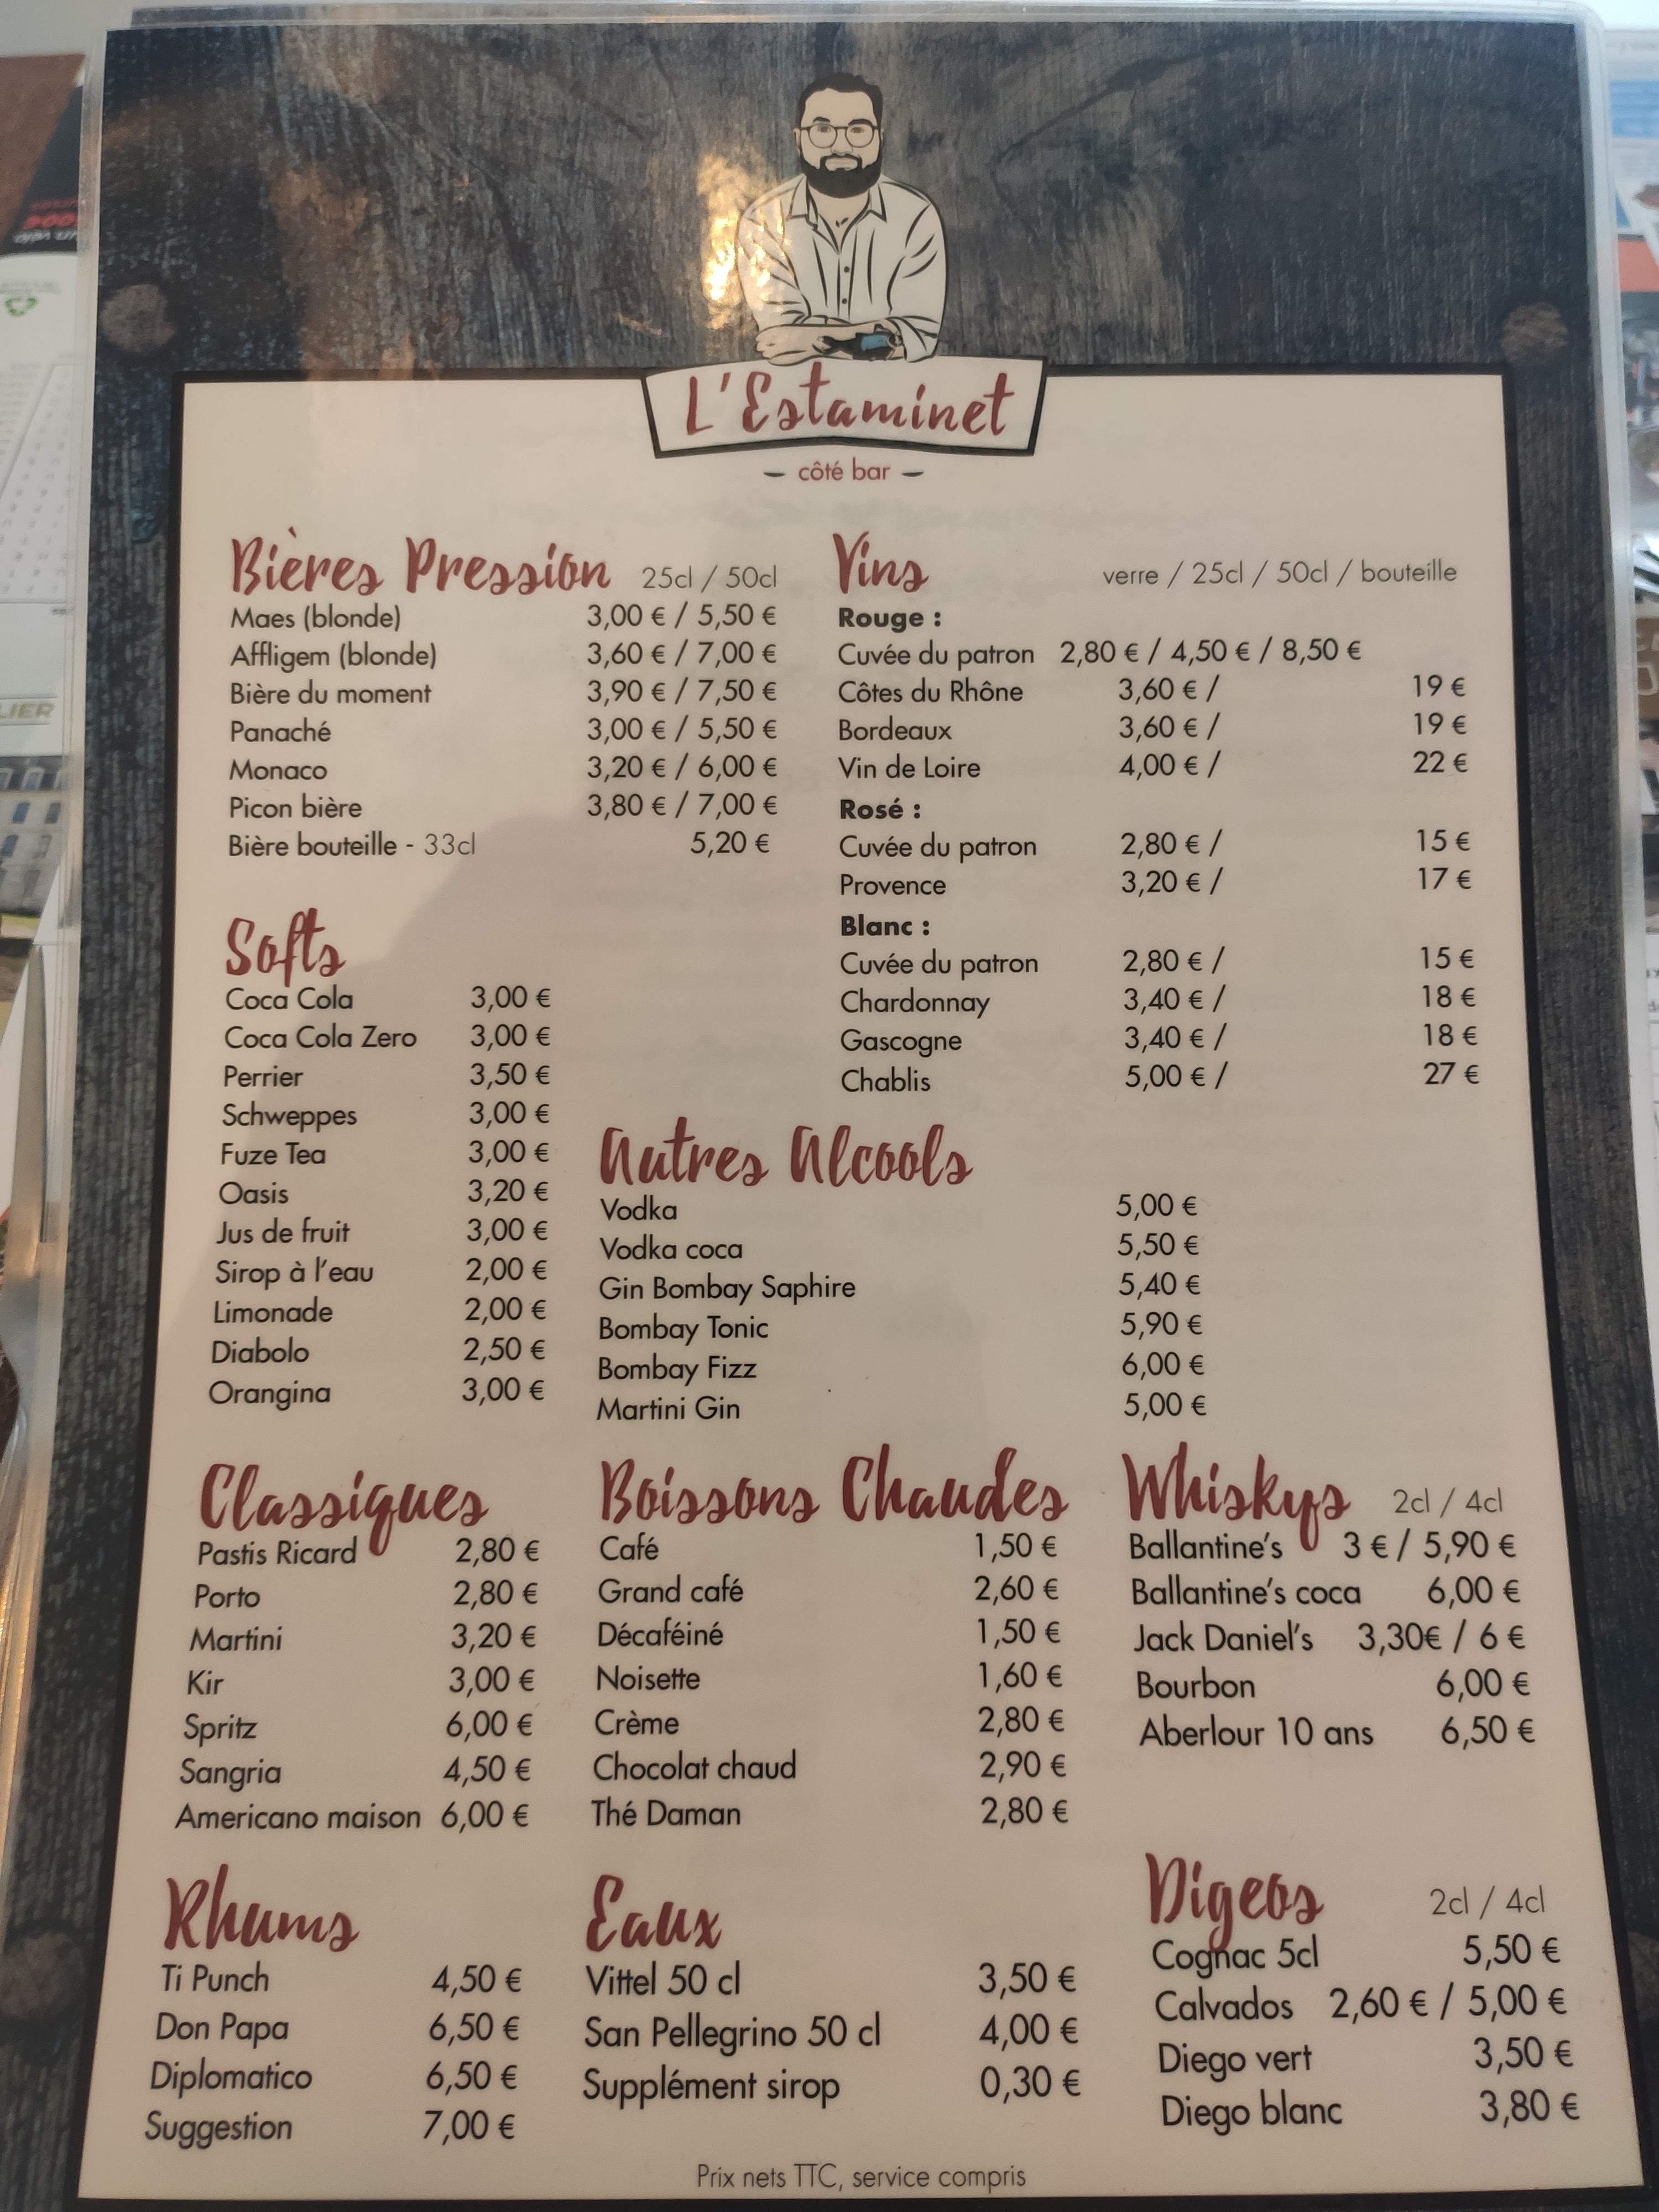 L'Estaminet
– côté bar –
Bières Pression 25cl / 50cl
Maes (blonde) 3,00 € / 5,50 €
Affligem (blonde) 3,60 € / 7,00 €
Bière du moment 3,90 € / 7,50 €
Panaché 3,00 € / 5,50 €
Monaco 3,20 € / 6,00 €
Picon bière 3,80 € / 7,00 €
Bière bouteille - 33cl 5,20 €
Vins verre / 25cl / 50cl / bouteille
Rouge :
Cuvée du patron 2,80 € / 4,50 € / 8,50 €
Côtes du Rhône 3,60 € / 19 €
Bordeaux 3,60 € / 19 €
Vin de Loire 4,00 € / 22 €
Rosé :
Cuvée du patron 2,80 € / 15 €
Provence 3,20 € / 17 €
Blanc :
Cuvée du patron 2,80 € / 15 €
Chardonnay 3,40 € / 18 €
Gascogne 3,40 € / 18 €
Chablis 5,00 € / 27 €
Softs
Coca Cola 3,00 €
Coca Cola Zero 3,00 €
Perrier 3,50 €
Schweppes 3,00 €
Fuze Tea 3,00 €
Oasis 3,20 €
Jus de fruit 3,00 €
Sirop à l'eau 2,00 €
Limonade 2,00 €
Diabolo 2,50 €
Orangina 3,00 €
Autres Alcools
Vodka 5,00 €
Vodka coca 5,50 €
Gin Bombay Saphire 5,40 €
Bombay Tonic 5,90 €
Bombay Fizz 6,00 €
Martini Gin 5,00 €
Classiques
Pastis Ricard 2,80 €
Porto 2,80 €
Martini 3,20 €
Kir 3,00 €
Spritz 6,00 €
Sangria 4,50 €
Americano maison 6,00 €
Boissons Chaudes
Café 1,50 €
Grand café 2,60 €
Décaféiné 1,50 €
Noisette 1,60 €
Crème 2,80 €
Chocolat chaud 2,90 €
Thé Daman 2,80 €
Whiskys 2cl / 4cl
Ballantine's 3 € / 5,90 €
Ballantine's coca 6,00 €
Jack Daniel's 3,30€ / 6 €
Bourbon 6,00 €
Aberlour 10 ans 6,50 €
Rhums
Ti Punch 4,50 €
Don Papa 6,50 €
Diplomatico 6,50 €
Suggestion 7,00 €
Eaux
Vittel 50 cl 3,50 €
San Pellegrino 50 cl 4,00 €
Supplément sirop 0,30 €
Digeos 2cl / 4cl
Cognac 5cl 5,50 €
Calvados 2,60 € / 5,00 €
Diego vert 3,50 €
Diego blanc 3,80 €
Prix nets TTC, service compris